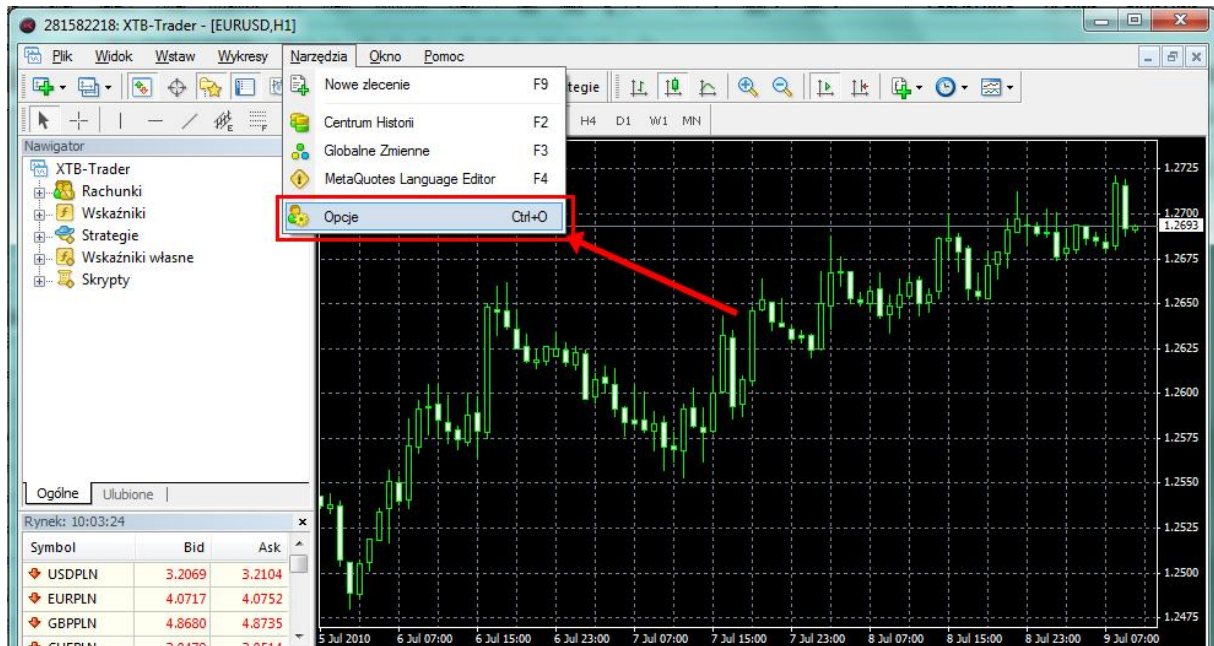 281582218: XTB-Trader - [EURUSD,H1]
Plik Widok Wstaw Wykresy Narzędzia Okno Pomoc
Nowe zlecenie F9
tegie
Centrum Historii F2
H4 D1 W1 MN
Globalne Zmienne F3
MetaQuotes Language Editor F4
Opcje Ctrl+O
Nawigator
XTB-Trader
Rachunki
Wskaźniki
Strategie
Wskaźniki własne
Skrypty
Ogólne Ulubione
Rynek: 10:03:24
Symbol Bid Ask
USDPLN 3.2069 3.2104
EURPLN 4.0717 4.0752
GBPPLN 4.8680 4.8735
1.2725
1.2700
1.2693
1.2675
1.2650
1.2625
1.2600
1.2575
1.2550
1.2525
1.2500
1.2475
5 Jul 2010 6 Jul 07:00 6 Jul 15:00 6 Jul 23:00 7 Jul 07:00 7 Jul 15:00 7 Jul 23:00 8 Jul 07:00 8 Jul 15:00 8 Jul 23:00 9 Jul 07:00